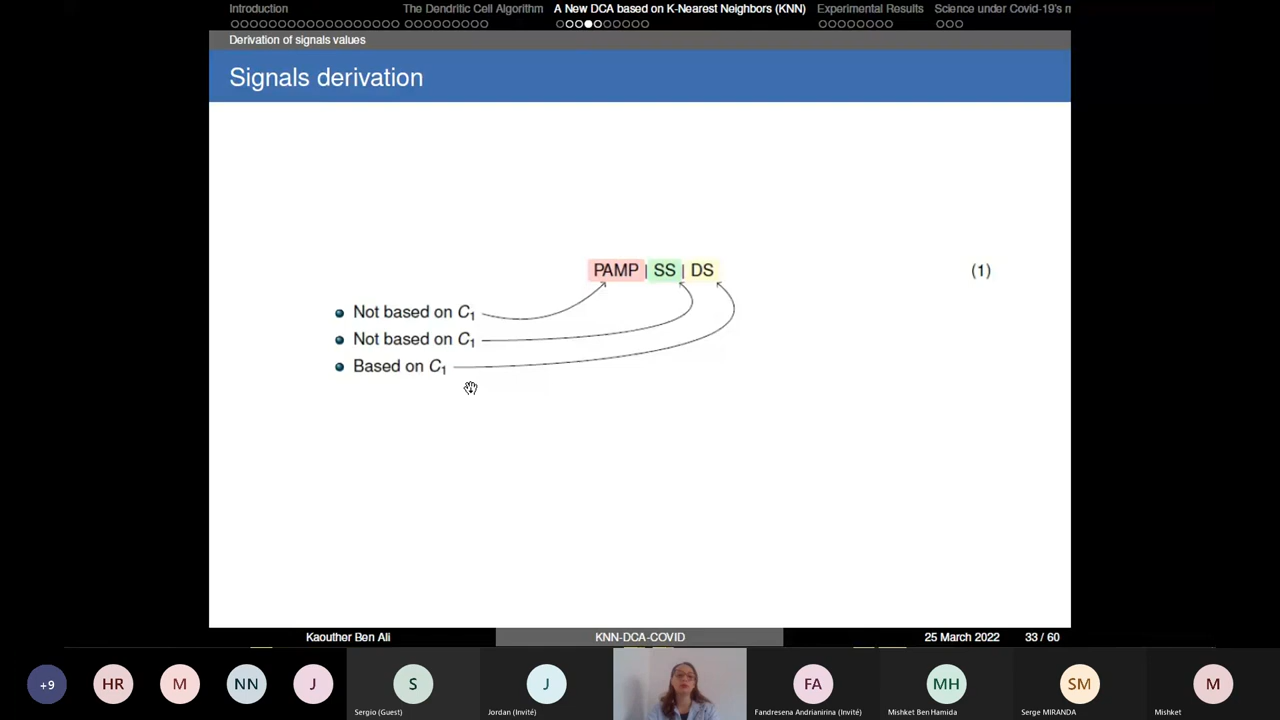 Introduction
The Dendritic Cell Algorithm
A New DCA based on K-Nearest Neighbors (KNN)
Experimental Results
Science under Covid-19's m
Derivation of signals values
Signals derivation
PAMP | SS | DS (1)
Not based on C1
Not based on C1
Based on C1
Kaouther Ben Ali
KNN-DCA-COVID
25 March 2022 33 / 60
+9
HR
M
NN
J
S
Sergio (Guest)
J
Jordan (Invité)
FA
Fandresena Andrianirina (Invité)
MH
Mishket Ben Hamida
SM
Serge MIRANDA
M
Mishket